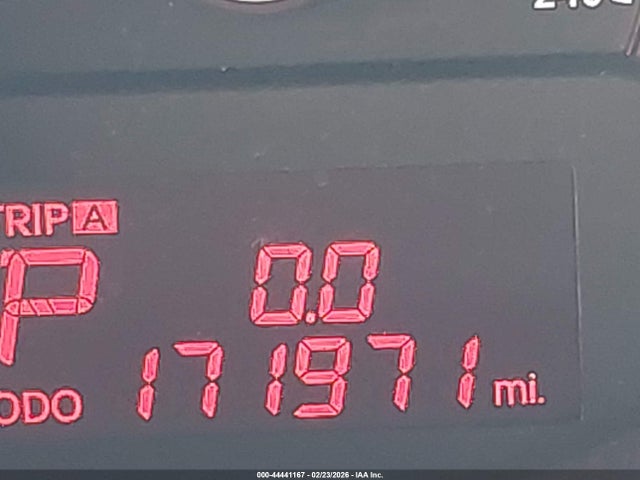 TRIP A
P
0.0
ODO 171971 mi.
000-44441167 - 02/23/2026 - IAA Inc.